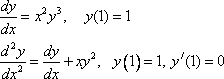 dy/dx = x²y³, y(1) = 1
d²y/dx² = dy/dx + xy², y(1) = 1, y′(1) = 0